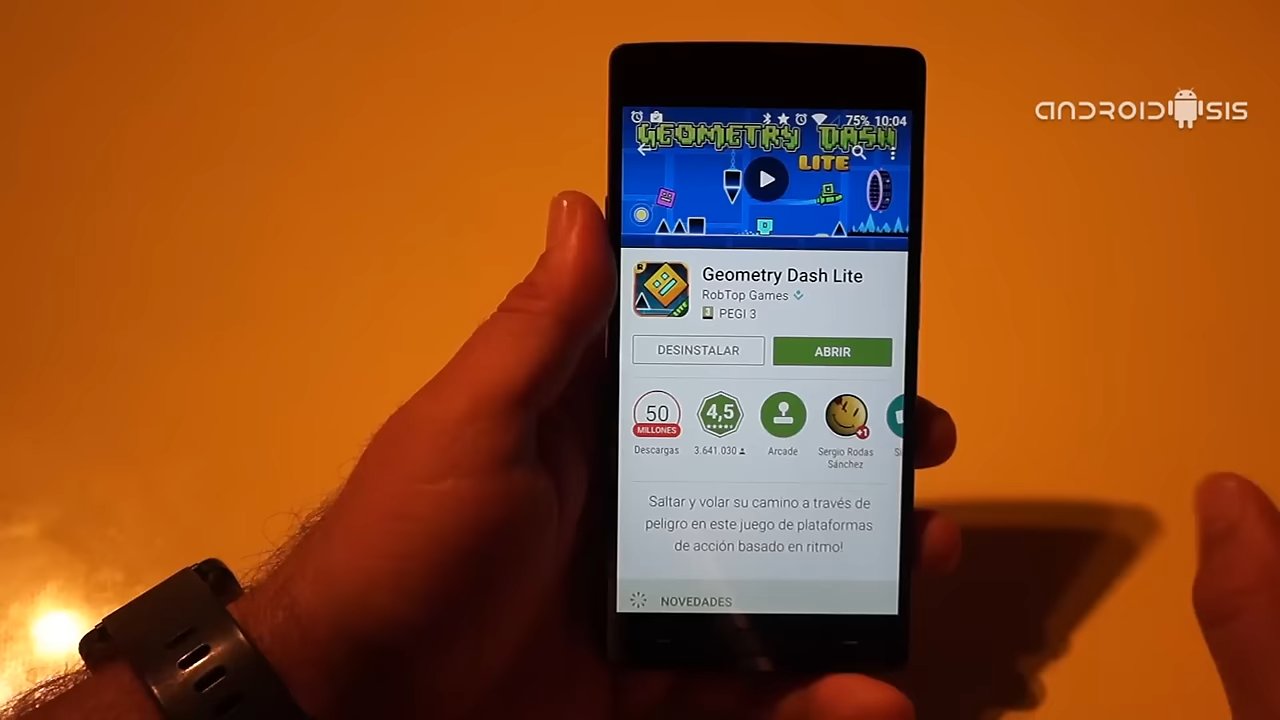 ANDROIDSIS
75% 10:04
GEOMETRY DASH
LITE
Geometry Dash Lite
RobTop Games
3 PEGI 3
DESINSTALAR
ABRIR
50
MILLONES
4,5
+1
Descargas
3.641.030
Arcade
Sergio Rodas
Sánchez
Saltar y volar su camino a través de
peligro en este juego de plataformas
de acción basado en ritmo!
NOVEDADES